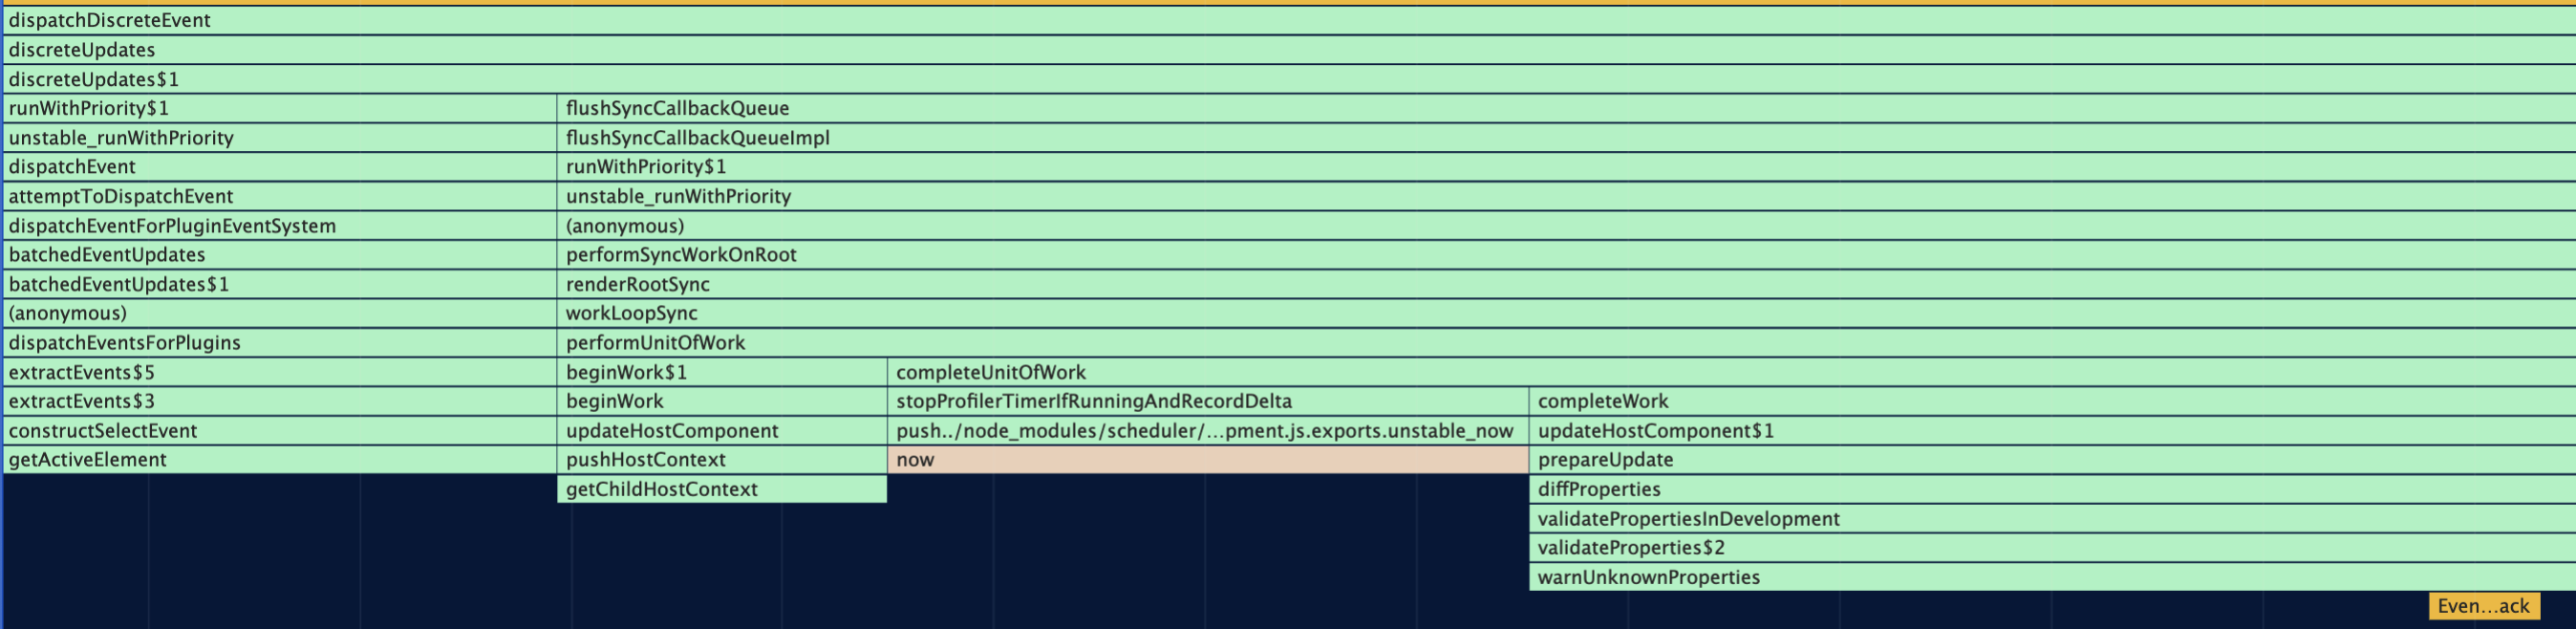 dispatchDiscreteEvent
discreteUpdates
discreteUpdates$1
runWithPriority$1 flushSyncCallbackQueue
unstable_runWithPriority flushSyncCallbackQueueImpl
dispatchEvent runWithPriority$1
attemptToDispatchEvent unstable_runWithPriority
dispatchEventForPluginEventSystem (anonymous)
batchedEventUpdates performSyncWorkOnRoot
batchedEventUpdates$1 renderRootSync
(anonymous) workLoopSync
dispatchEventsForPlugins performUnitOfWork
extractEvents$5 beginWork$1 completeUnitOfWork
extractEvents$3 beginWork stopProfilerTimerIfRunningAndRecordDelta completeWork
constructSelectEvent updateHostComponent push../node_modules/scheduler/…pment.js.exports.unstable_now updateHostComponent$1
getActiveElement pushHostContext now prepareUpdate
getChildHostContext diffProperties
validatePropertiesInDevelopment
validateProperties$2
warnUnknownProperties
Even…ack